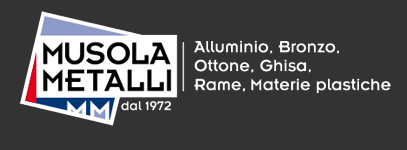 MUSOLA
METALLI
MM
dal 1972
Alluminio, Bronzo,
Ottone, Ghisa,
Rame, Materie plastiche